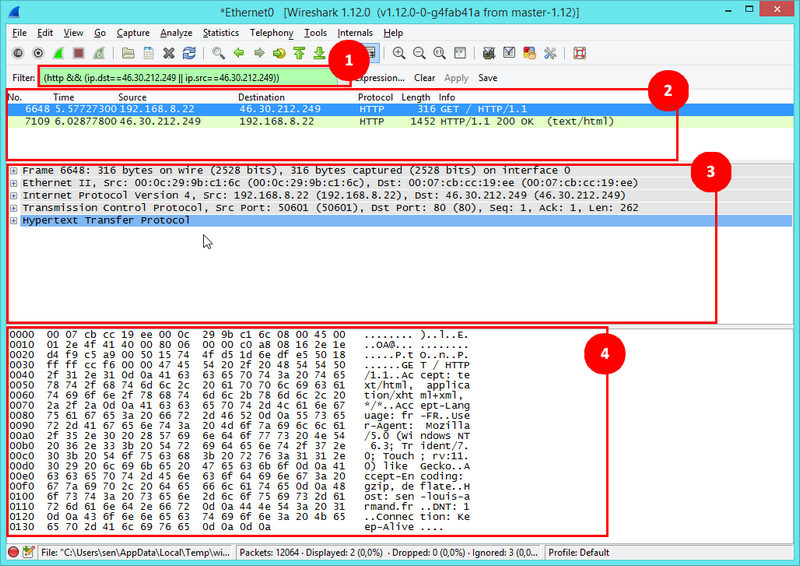 *Ethernet0 [Wireshark 1.12.0 (v1.12.0-0-g4fab41a from master-1.12)]
File Edit View Go Capture Analyze Statistics Telephony Tools Internals Help
Filter: (http && (ip.dst==46.30.212.249 || ip.src==46.30.212.249)) Expression... Clear Apply Save
1
No. Time Source Destination Protocol Length Info
2
6648 5.57727300 192.168.8.22 46.30.212.249 HTTP 316 GET / HTTP/1.1
7109 6.02877800 46.30.212.249 192.168.8.22 HTTP 1452 HTTP/1.1 200 OK (text/html)
3
Frame 6648: 316 bytes on wire (2528 bits), 316 bytes captured (2528 bits) on interface 0
Ethernet II, Src: 00:0c:29:9b:c1:6c (00:0c:29:9b:c1:6c), Dst: 00:07:cb:cc:19:ee (00:07:cb:cc:19:ee)
Internet Protocol Version 4, Src: 192.168.8.22 (192.168.8.22), Dst: 46.30.212.249 (46.30.212.249)
Transmission Control Protocol, Src Port: 50601 (50601), Dst Port: 80 (80), Seq: 1, Ack: 1, Len: 262
Hypertext Transfer Protocol
4
0000 00 07 cb cc 19 ee 00 0c 29 9b c1 6c 08 00 45 00 ........ )..l..E.
0010 01 2e 4f 41 40 00 80 06 00 00 c0 a8 08 16 2e 1e ..OA@... ........
0020 d4 f9 c5 a9 00 50 15 74 4f d5 1d 6e df e5 50 18 .....P.t O..n..P.
0030 ff ff cc f6 00 00 47 45 54 20 2f 20 48 54 54 50 ......GE T / HTTP
0040 2f 31 2e 31 0d 0a 41 63 63 65 70 74 3a 20 74 65 /1.1..Ac cept: te
0050 78 74 2f 68 74 6d 6c 2c 20 61 70 70 6c 69 63 61 xt/html, applica
0060 74 69 6f 6e 2f 78 68 74 6d 6c 2b 78 6d 6c 2c 20 tion/xht ml+xml,
0070 2a 2f 2a 0d 0a 41 63 63 65 70 74 2d 4c 61 6e 67 */*..Acc ept-Lang
0080 75 61 67 65 3a 20 66 72 2d 46 52 0d 0a 55 73 65 uage: fr -FR..Use
0090 72 2d 41 67 65 6e 74 3a 20 4d 6f 7a 69 6c 6c 61 r-Agent: Mozilla
00a0 2f 35 2e 30 20 28 57 69 6e 64 6f 77 73 20 4e 54 /5.0 (Wi ndows NT
00b0 20 36 2e 33 3b 20 54 72 69 64 65 6e 74 2f 37 2e 6.3; Tr ident/7.
00c0 30 3b 20 54 6f 75 63 68 3b 20 72 76 3a 31 31 2e 0; Touch ; rv:11.
00d0 30 29 20 6c 69 6b 65 20 47 65 63 6b 6f 0d 0a 41 0) like Gecko..A
00e0 63 63 65 70 74 2d 45 6e 63 6f 64 69 6e 67 3a 20 ccept-En coding:
00f0 67 7a 69 70 2c 20 64 65 66 6c 61 74 65 0d 0a 48 gzip, de flate..H
0100 6f 73 74 3a 20 73 65 6e 2d 6c 6f 75 69 73 2d 61 ost: sen -louis-a
0110 72 6d 61 6e 64 2e 66 72 0d 0a 44 4e 54 3a 20 31 rmand.fr ..DNT: 1
0120 0d 0a 43 6f 6e 6e 65 63 74 69 6f 6e 3a 20 4b 65 ..Connec tion: Ke
0130 65 70 2d 41 6c 69 76 65 0d 0a 0d 0a ep-Alive ....
File: "C:\Users\sen\AppData\Local\Temp\wi... Packets: 12064 · Displayed: 2 (0,0%) · Dropped: 0 (0,0%) · Ignored: 3 (0,0... Profile: Default